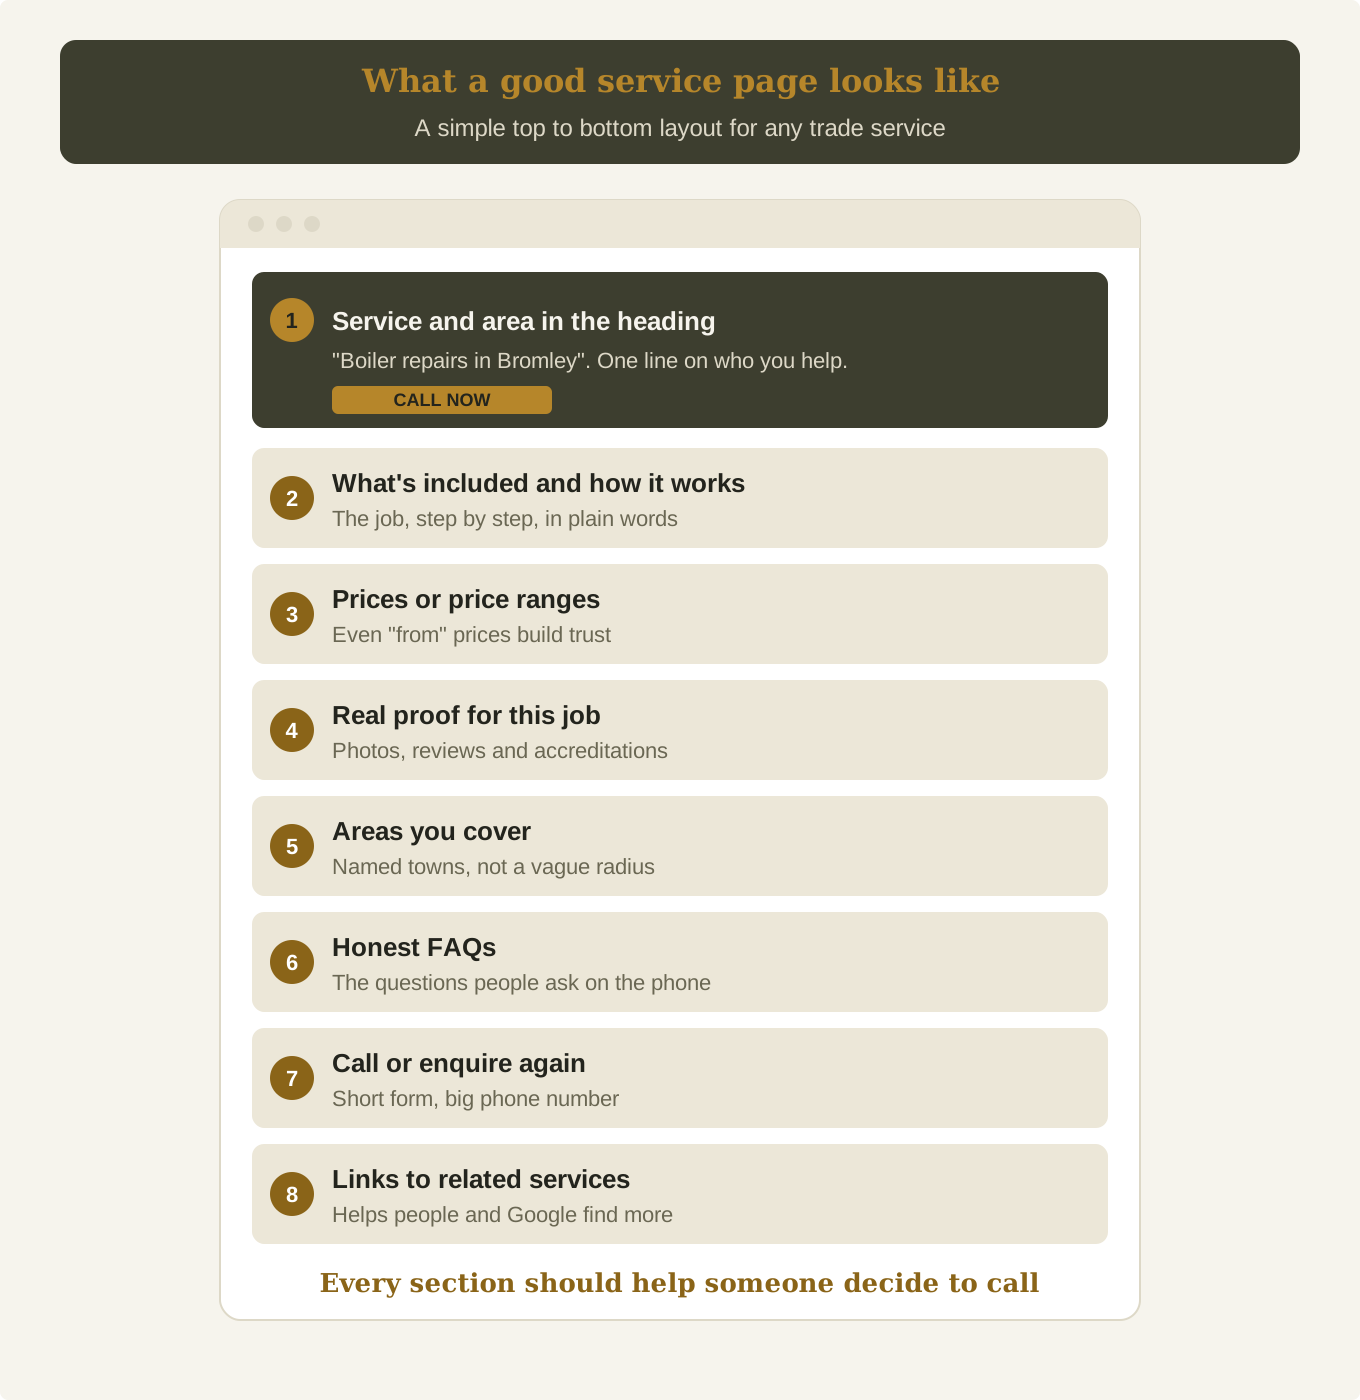 What a good service page looks like
A simple top to bottom layout for any trade service
1
Service and area in the heading
"Boiler repairs in Bromley". One line on who you help.
CALL NOW
2
What's included and how it works
The job, step by step, in plain words
3
Prices or price ranges
Even "from" prices build trust
4
Real proof for this job
Photos, reviews and accreditations
5
Areas you cover
Named towns, not a vague radius
6
Honest FAQs
The questions people ask on the phone
7
Call or enquire again
Short form, big phone number
8
Links to related services
Helps people and Google find more
Every section should help someone decide to call